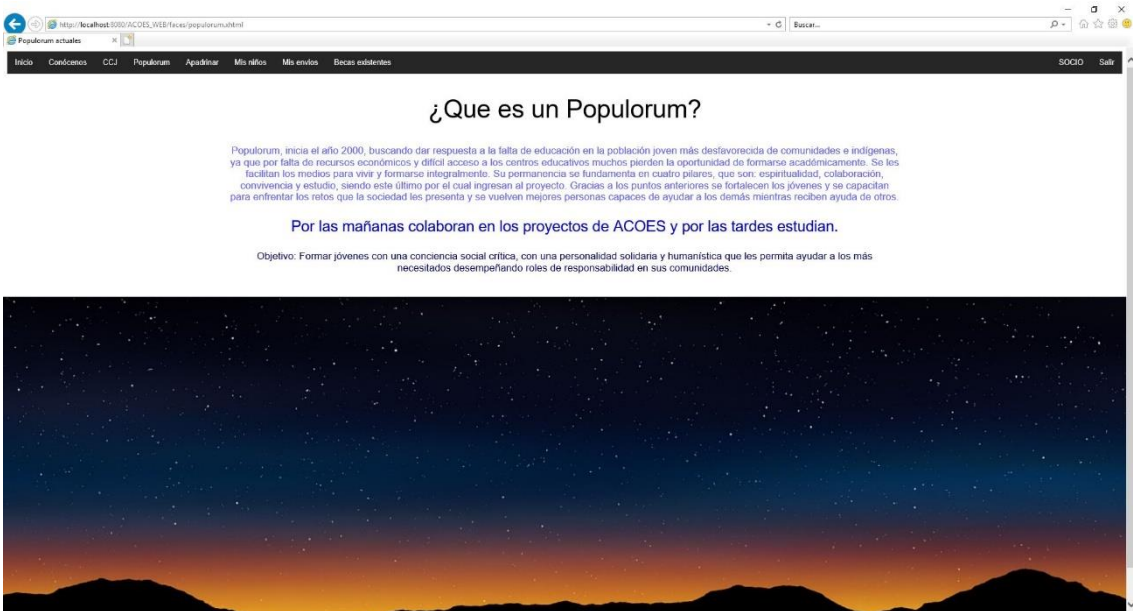 http://localhost:8080/ACOES_WEB/faces/populorum.xhtml
Buscar...
Populorum actuales
Inicio Conócenos CCJ Populorum Apadrinar Mis niños Mis envíos Becas existentes SOCIO Salir
¿Que es un Populorum?
Populorum, inicia el año 2000, buscando dar respuesta a la falta de educación en la población joven más desfavorecida de comunidades e indígenas,
ya que por falta de recursos económicos y difícil acceso a los centros educativos muchos pierden la oportunidad de formarse académicamente. Se les
facilitan los medios para vivir y formarse integralmente. Su permanencia se fundamenta en cuatro pilares, que son: espiritualidad, colaboración,
convivencia y estudio, siendo este último por el cual ingresan al proyecto. Gracias a los puntos anteriores se fortalecen los jóvenes y se capacitan
para enfrentar los retos que la sociedad les presenta y se vuelven mejores personas capaces de ayudar a los demás mientras reciben ayuda de otros.
Por las mañanas colaboran en los proyectos de ACOES y por las tardes estudian.
Objetivo: Formar jóvenes con una conciencia social crítica, con una personalidad solidaria y humanística que les permita ayudar a los más
necesitados desempeñando roles de responsabilidad en sus comunidades.